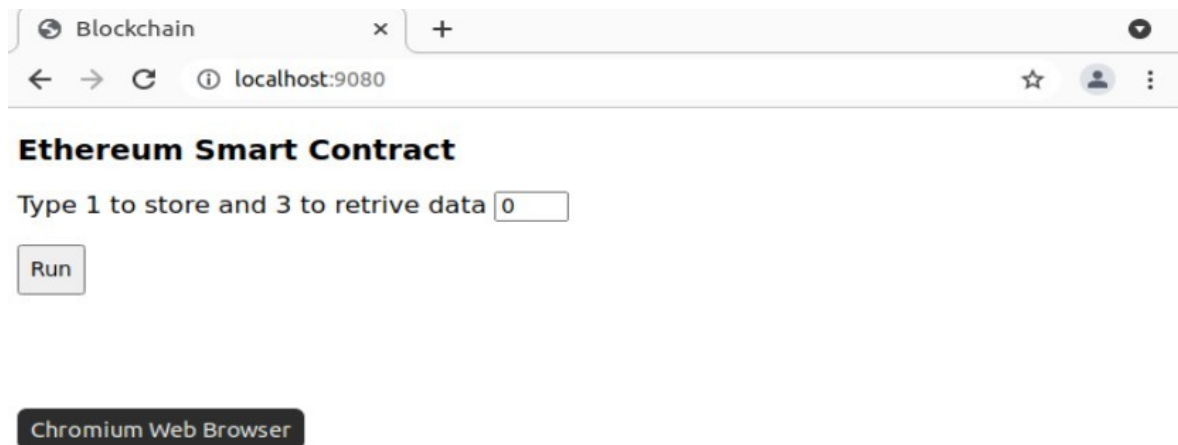 Blockchain
localhost:9080
Ethereum Smart Contract
Type 1 to store and 3 to retrive data 0
Run
Chromium Web Browser